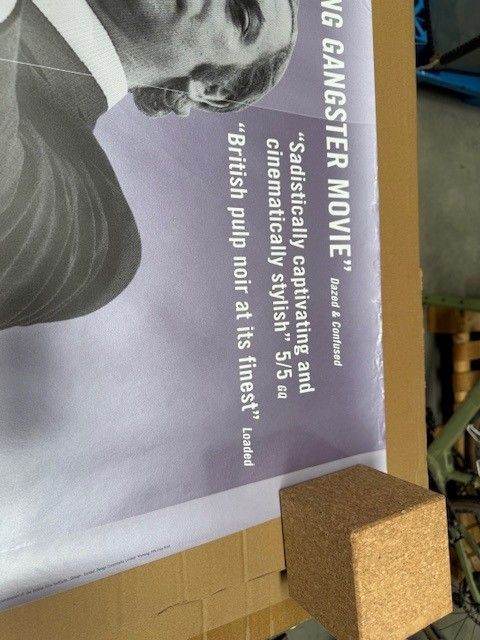 NG GANGSTER MOVIE” Dazed & Confused
“Sadistically captivating and
cinematically stylish” 5/5 GQ
“British pulp noir at its finest” Loaded